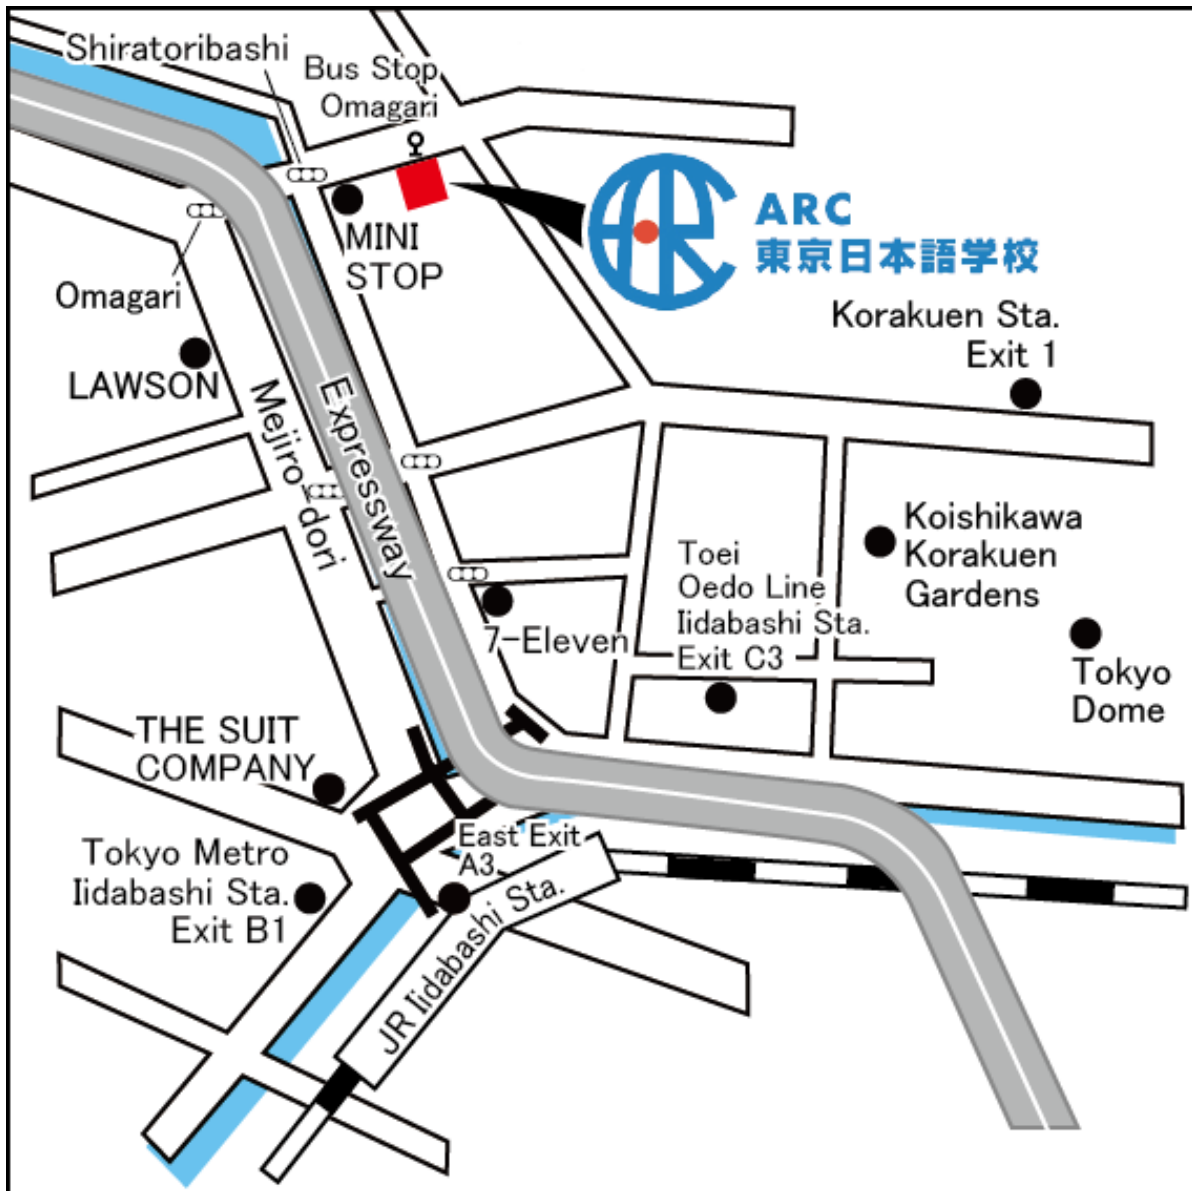 Shiratoribashi
Bus Stop
Omagari
MINI
STOP
ARC
東京日本語学校
Omagari
LAWSON
Korakuen Sta.
Exit 1
Mejiro-dori
Expressway
Koishikawa
Korakuen
Gardens
Toei
Oedo Line
Iidabashi Sta.
Exit C3
7-Eleven
Tokyo
Dome
THE SUIT
COMPANY
East Exit
A3
Tokyo Metro
Iidabashi Sta.
Exit B1
JR Iidabashi Sta.